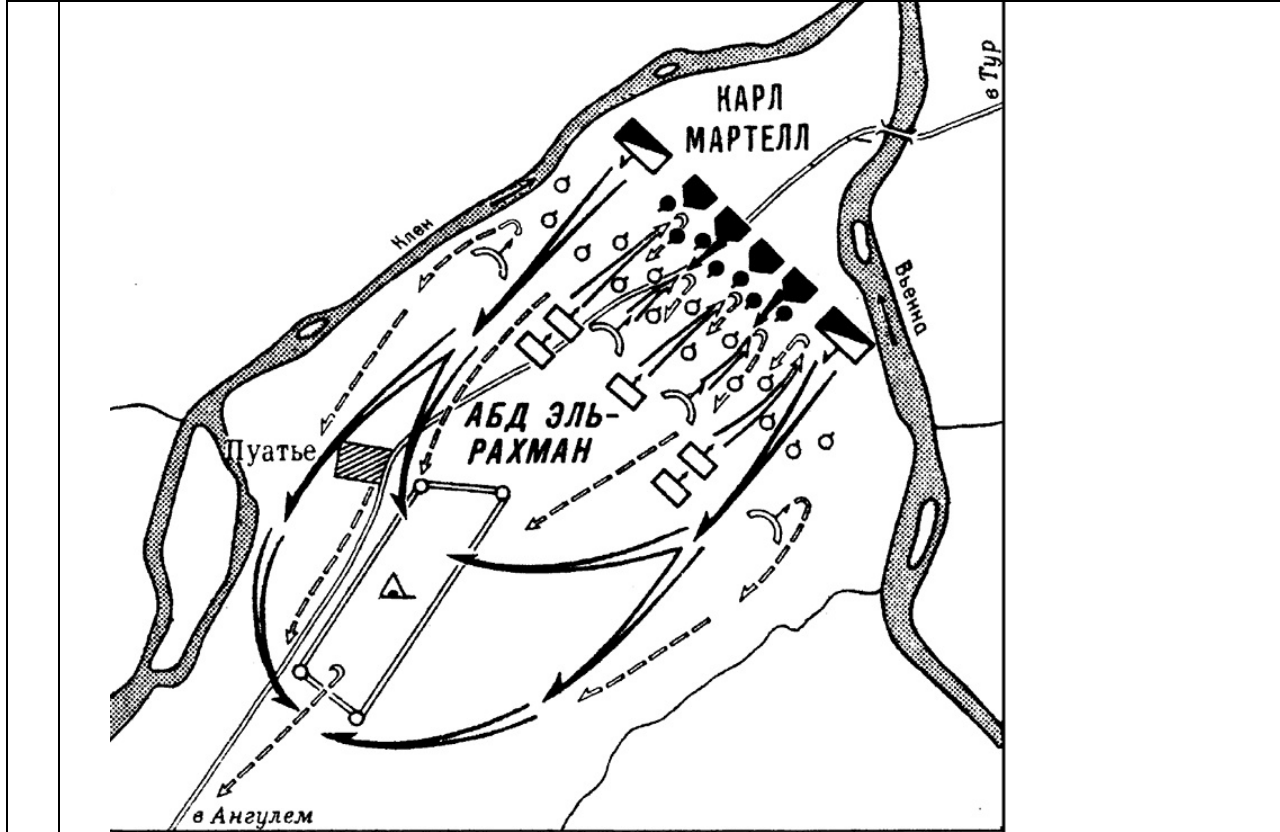 КАРЛ
МАРТЕЛЛ
в Тур
Клен
Вьенна
АБД ЭЛЬ-
РАХМАН
Пуатье
в Ангулем